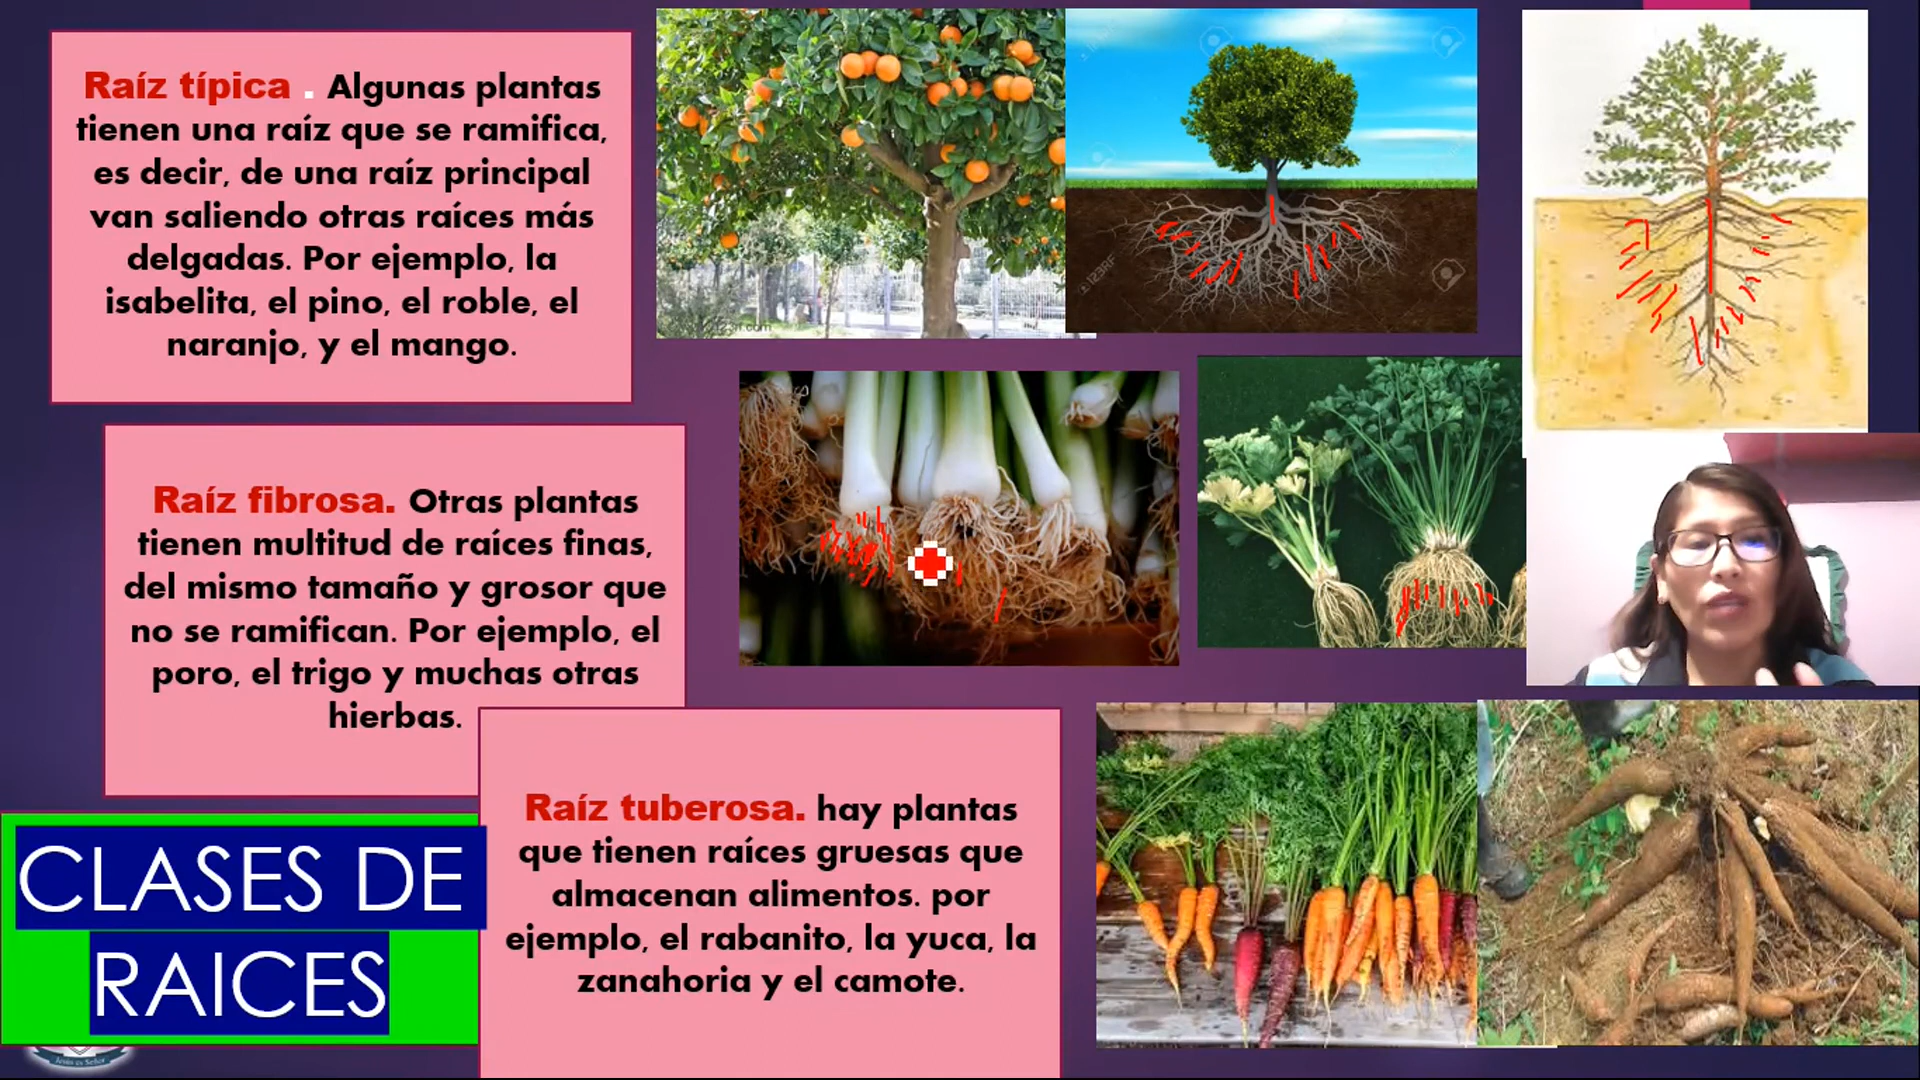 Raíz típica . Algunas plantas
tienen una raíz que se ramifica,
es decir, de una raíz principal
van saliendo otras raíces más
delgadas. Por ejemplo, la
isabelita, el pino, el roble, el
naranjo, y el mango.
Raíz fibrosa. Otras plantas
tienen multitud de raíces finas,
del mismo tamaño y grosor que
no se ramifican. Por ejemplo, el
poro, el trigo y muchas otras
hierbas.
Raíz tuberosa. hay plantas
que tienen raíces gruesas que
almacenan alimentos. por
ejemplo, el rabanito, la yuca, la
zanahoria y el camote.
CLASES DE
RAICES
Jesús es Señor
123RF